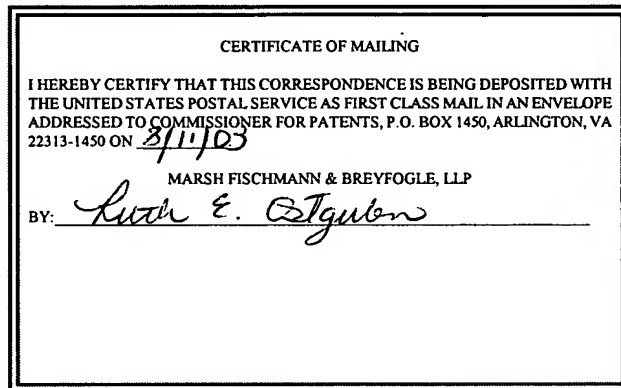 CERTIFICATE OF MAILING
I HEREBY CERTIFY THAT THIS CORRESPONDENCE IS BEING DEPOSITED WITH
THE UNITED STATES POSTAL SERVICE AS FIRST CLASS MAIL IN AN ENVELOPE
ADDRESSED TO COMMISSIONER FOR PATENTS, P.O. BOX 1450, ARLINGTON, VA
22313-1450 ON 8/11/03
MARSH FISCHMANN & BREYFOGLE, LLP
BY: Ruth E.